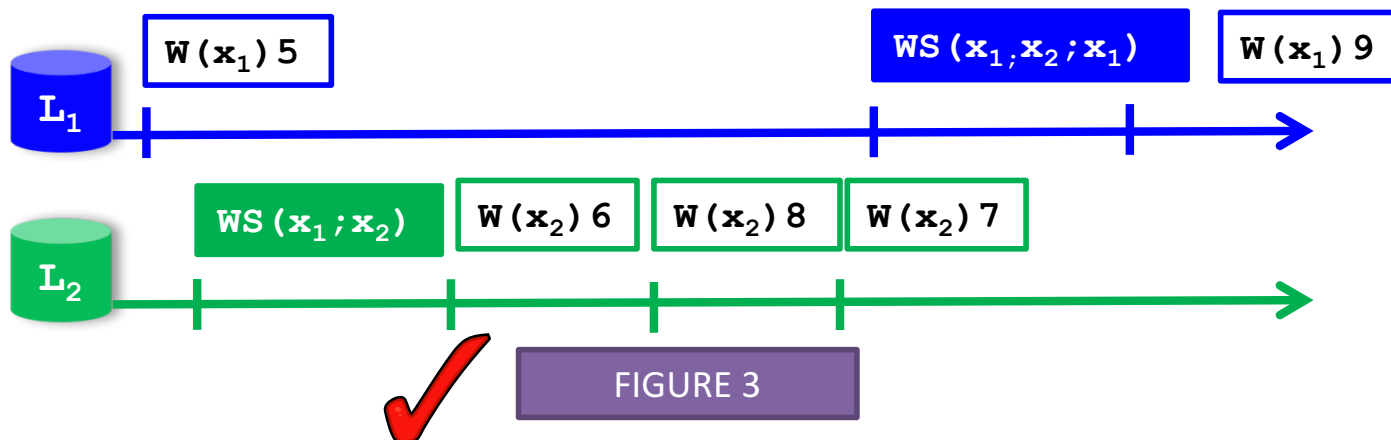 W(x₁)5 WS(x₁;x₂;x₁) W(x₁)9
L₁
WS(x₁;x₂) W(x₂)6 W(x₂)8 W(x₂)7
L₂
FIGURE 3